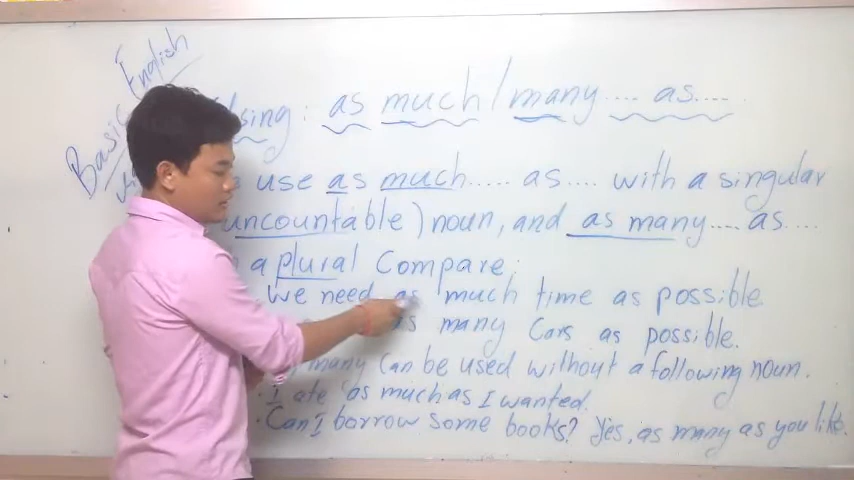 Basic English
Using: as much/many.... as....
use as much..... as.... with a singular
uncountable) noun, and as many.... as....
a plural Compare:
We need as much time as possible
as many Cars as possible.
many Can be used without a following noun.
· I ate as much as I wanted.
· Can I borrow some books? Yes, as many as you like.